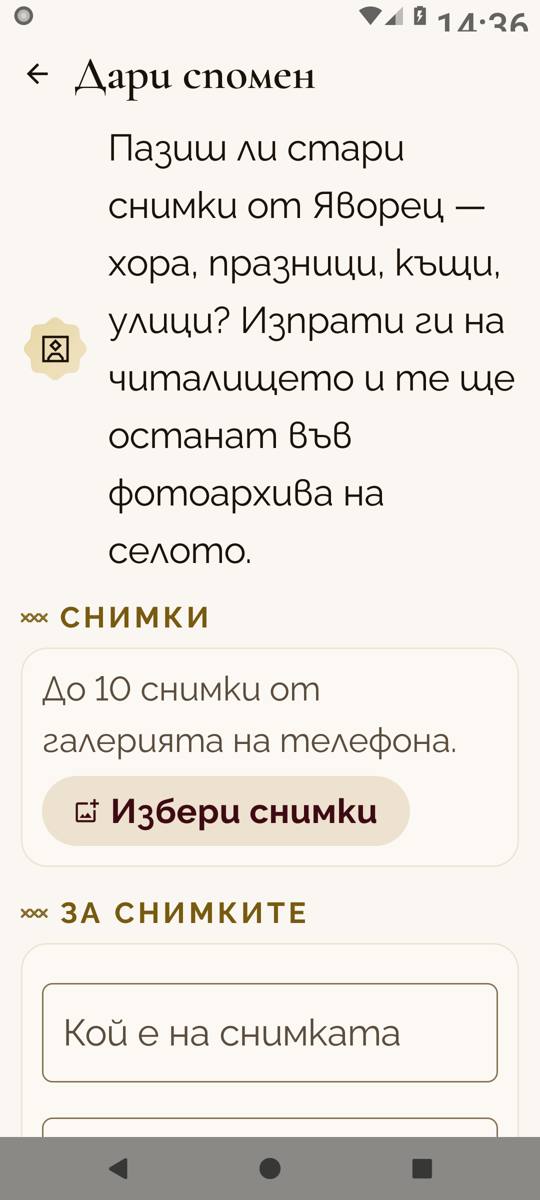 14:36
Дари спомен
Пазиш ли стари
снимки от Яворец —
хора, празници, къщи,
улици? Изпрати ги на
читалището и те ще
останат във
фотоархива на
селото.
СНИМКИ
До 10 снимки от
галерията на телефона.
Избери снимки
ЗА СНИМКИТЕ
Кой е на снимката